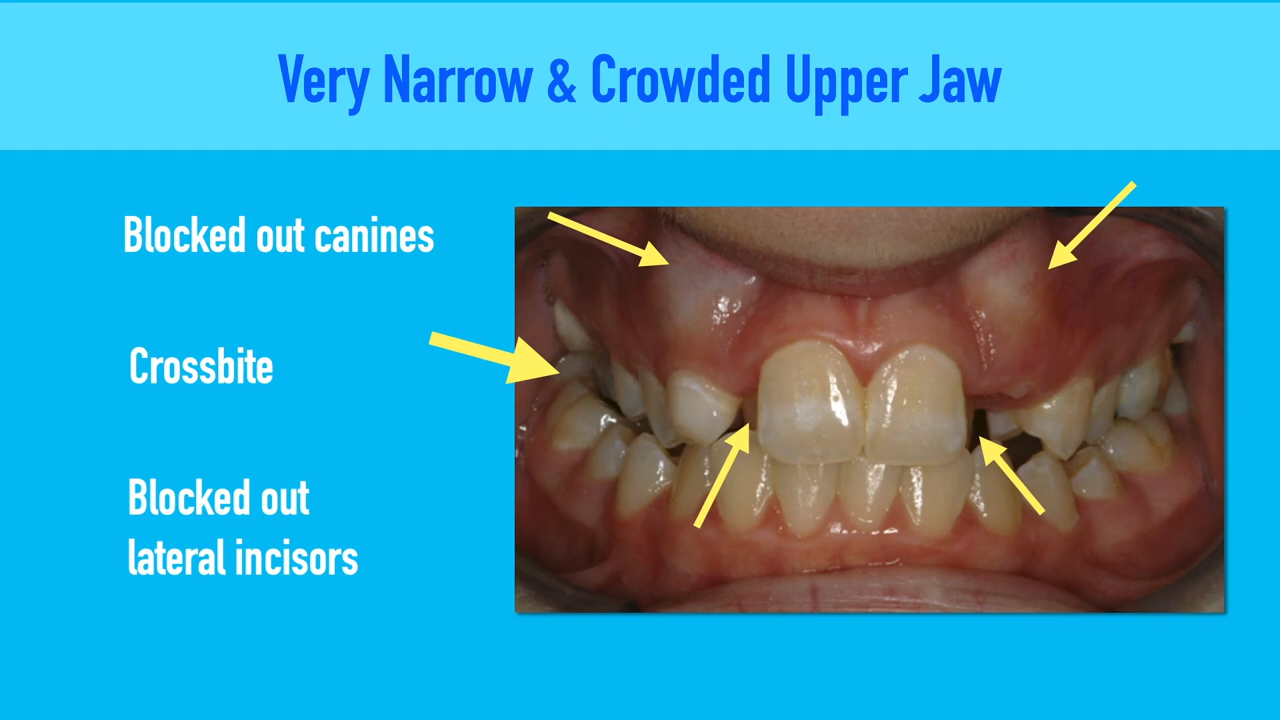 Very Narrow & Crowded Upper Jaw
Blocked out canines
Crossbite
Blocked out
lateral incisors